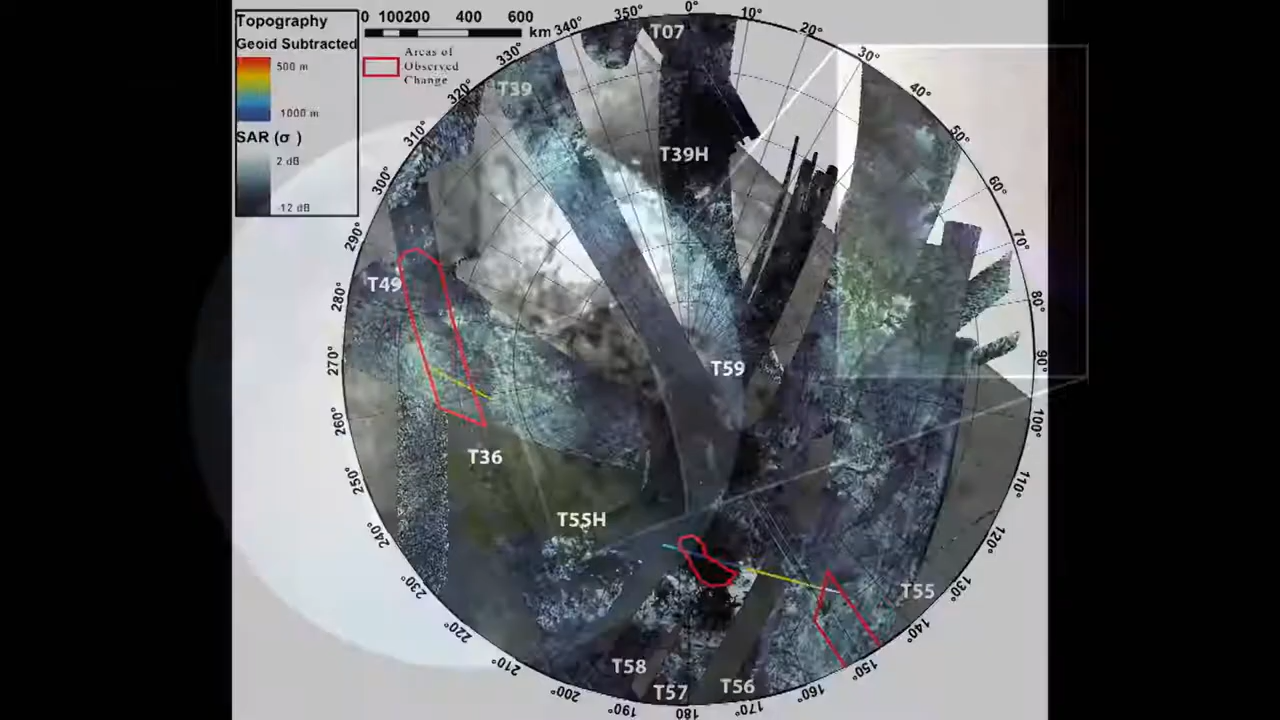 Topography
Geoid Subtracted
500 m
1000 m
SAR (σ )
2 dB
-12 dB
0 100200 400 600
km
Areas of
Observed
Change
0°
10°
20°
30°
40°
50°
60°
70°
80°
90°
100°
110°
120°
130°
140°
150°
160°
170°
180
190°
200°
210°
220°
230°
240°
250°
260°
270°
280°
290°
300°
310°
320°
330°
340°
350°
T07
T39
T39H
T49
T59
T36
T55H
T55
T58
T57
T56